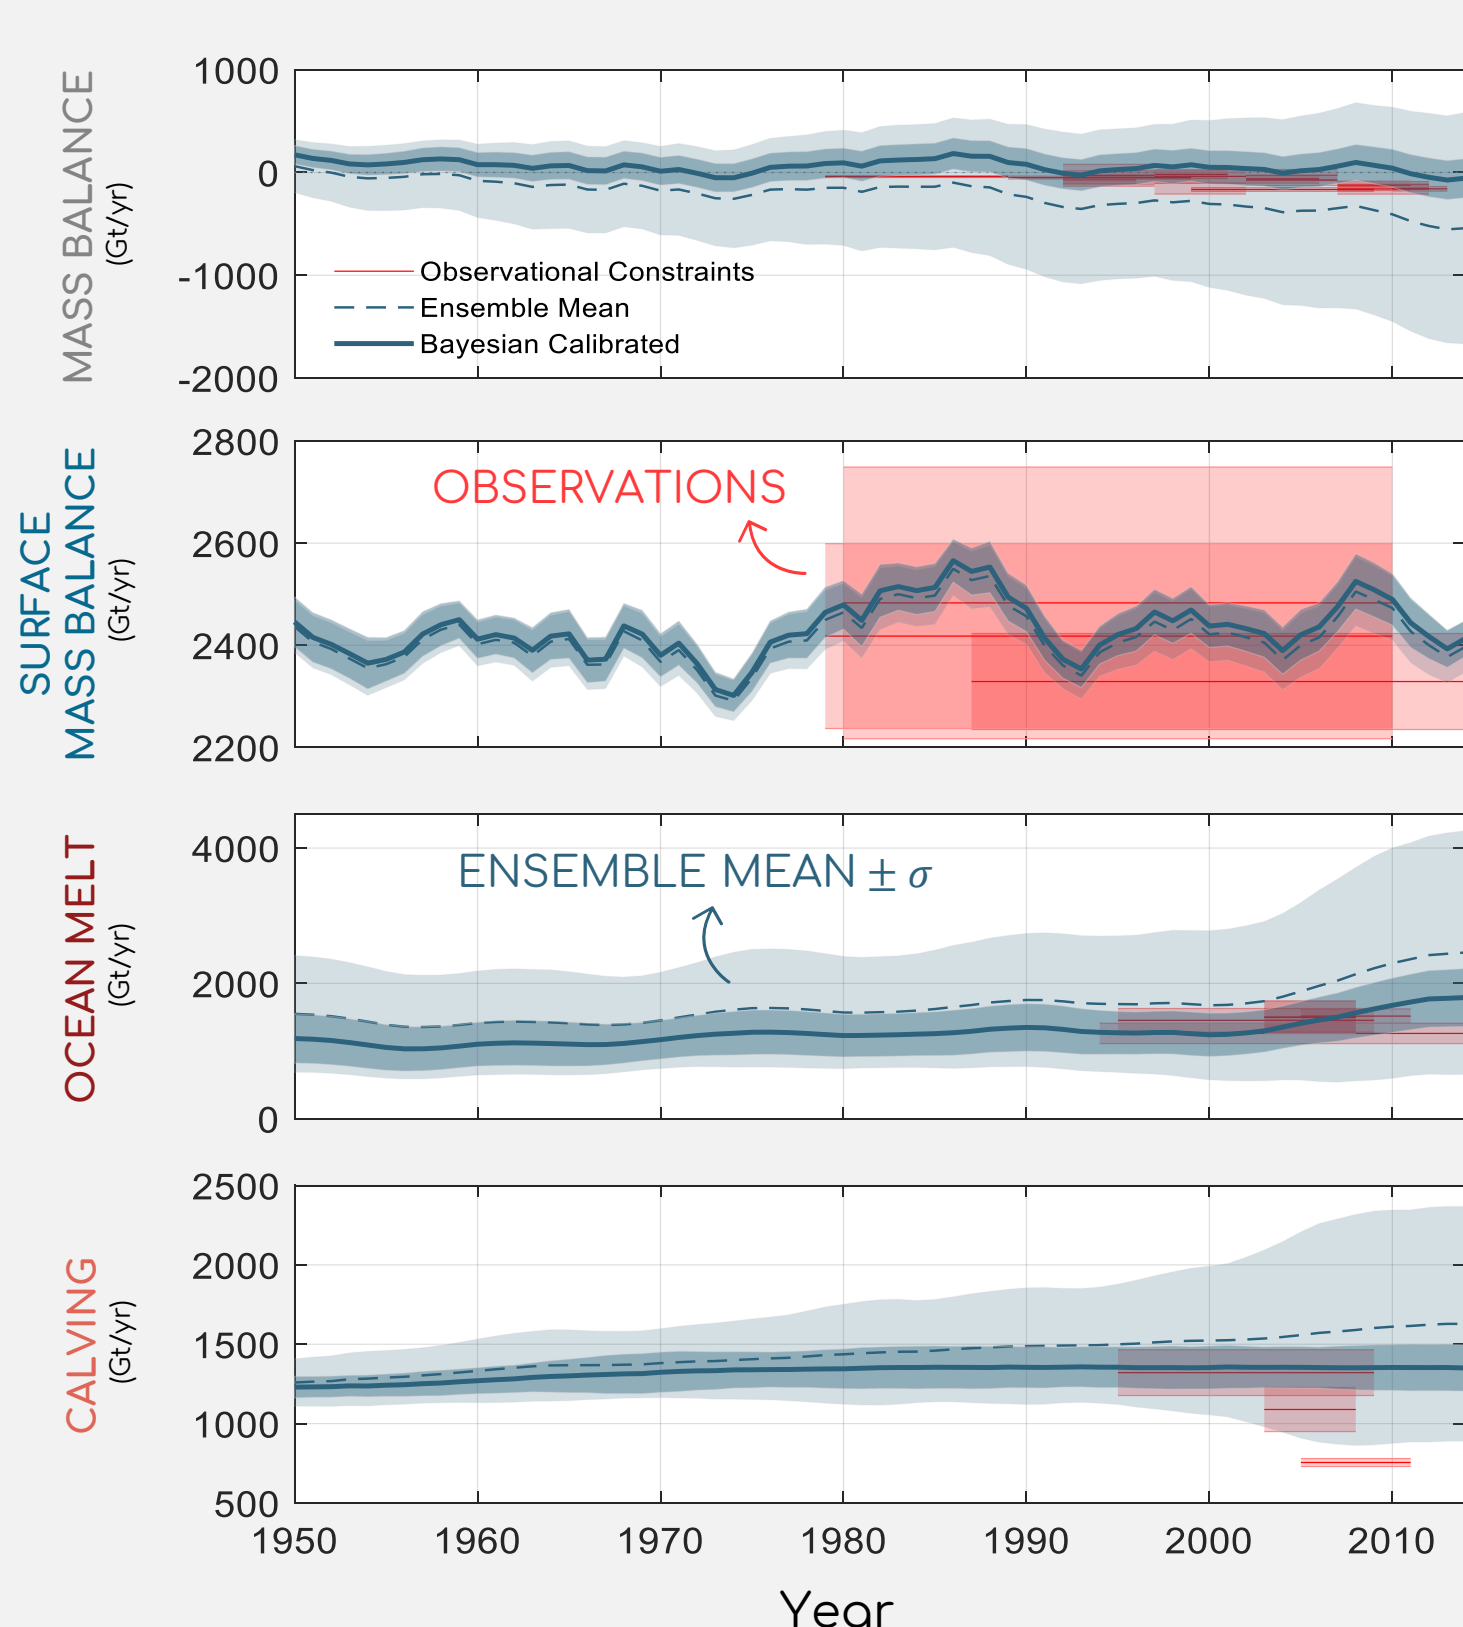 MASS BALANCE
(Gt/yr)
1000
0
-1000
-2000
Observational Constraints
Ensemble Mean
Bayesian Calibrated
SURFACE
MASS BALANCE
(Gt/yr)
2800
2600
2400
2200
OBSERVATIONS
OCEAN MELT
(Gt/yr)
4000
2000
0
ENSEMBLE MEAN ± σ
CALVING
(Gt/yr)
2500
2000
1500
1000
500
1950 1960 1970 1980 1990 2000 2010
Year